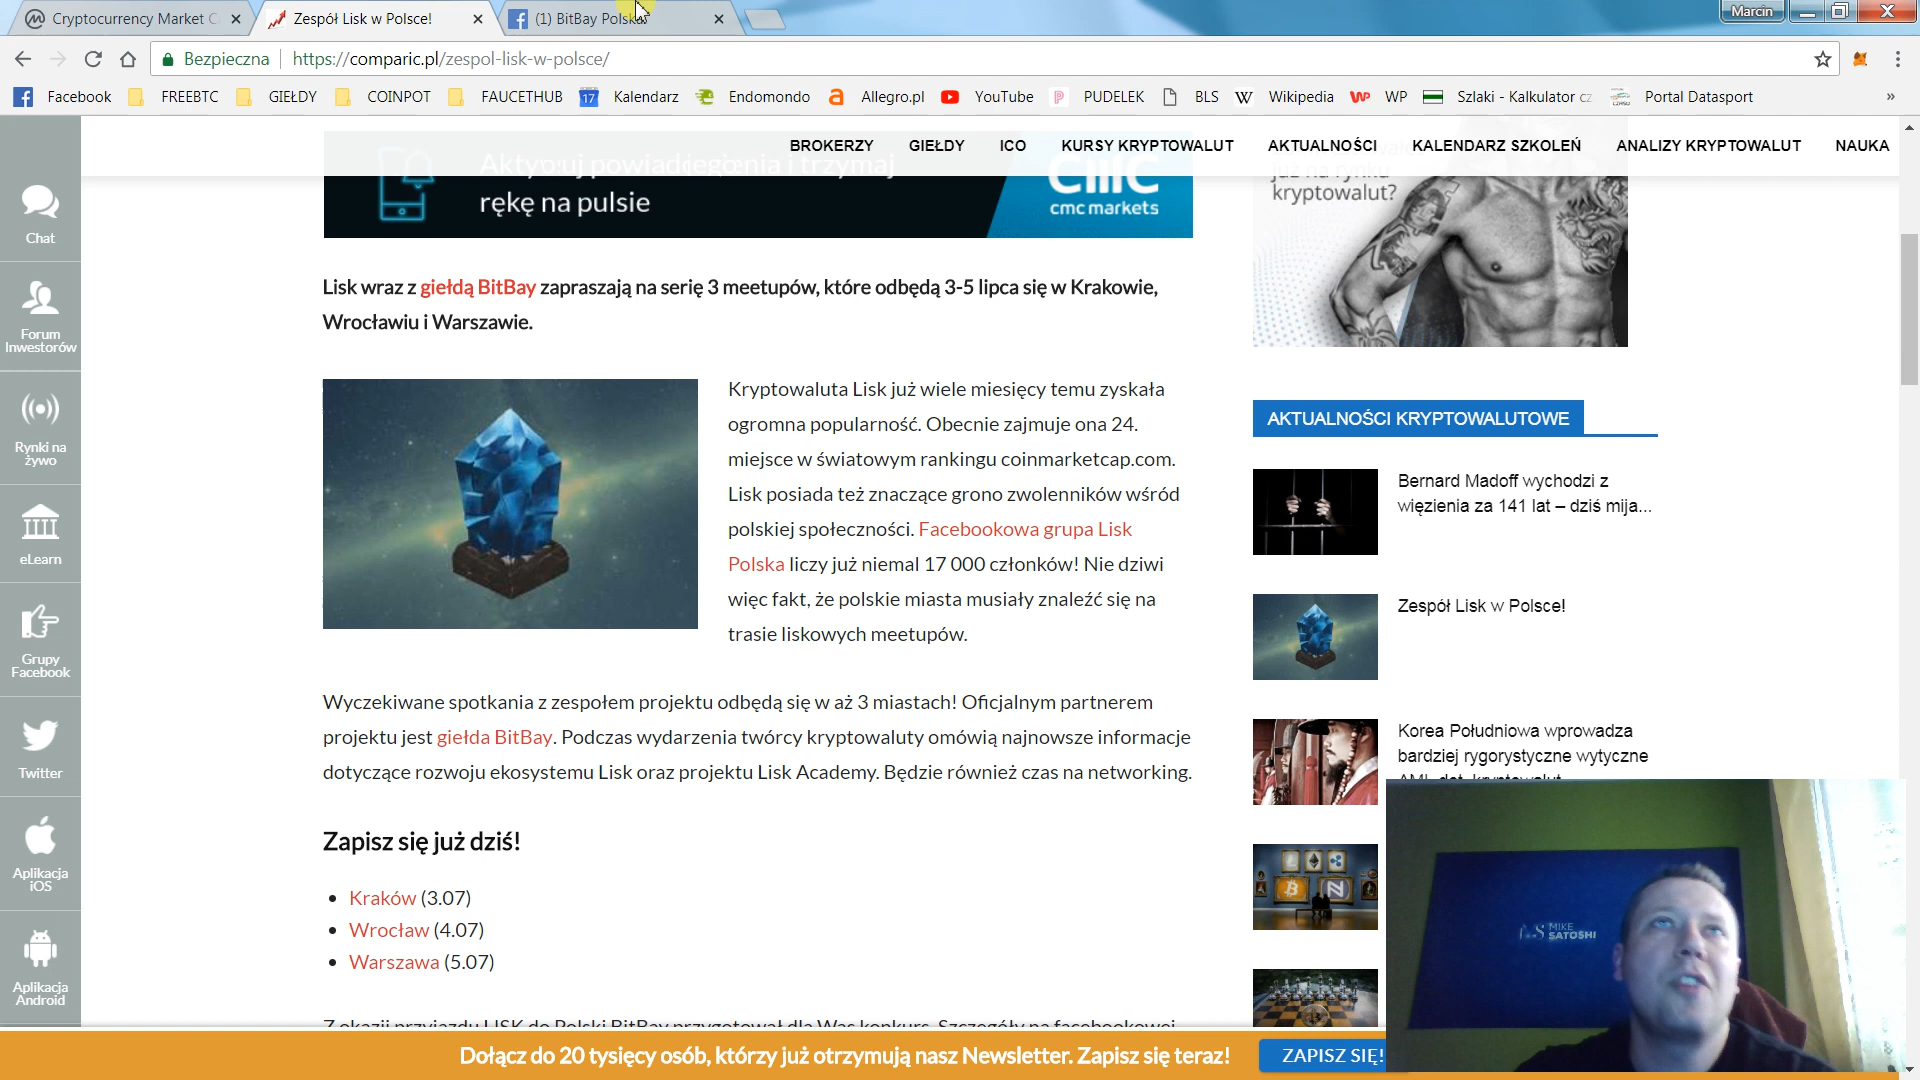 Cryptocurrency Market C
Zespół Lisk w Polsce!
(1) BitBay Polska
Marcin
Bezpieczna
https://comparic.pl/zespol-lisk-w-polsce/
Facebook
FREEBTC
GIEŁDY
COINPOT
FAUCETHUB
17
Kalendarz
Endomondo
Allegro.pl
YouTube
PUDELEK
BLS
Wikipedia
WP
Szlaki - Kalkulator cz
Portal Datasport
BROKERZY
GIEŁDY
ICO
KURSY KRYPTOWALUT
AKTUALNOŚCI
KALENDARZ SZKOLEŃ
ANALIZY KRYPTOWALUT
NAUKA
Chat
Forum
Inwestorów
Rynki na
żywo
eLearn
Grupy
Facebook
Twitter
Aplikacja
iOS
Aplikacja
Android
Aktywuj powiadomienia i trzymaj
rękę na pulsie
cmc
cmc markets
już na rynku
kryptowalut?
Lisk wraz z giełdą BitBay zapraszają na serię 3 meetupów, które odbędą 3-5 lipca się w Krakowie,
Wrocławiu i Warszawie.
Kryptowaluta Lisk już wiele miesięcy temu zyskała
ogromna popularność. Obecnie zajmuje ona 24.
miejsce w światowym rankingu coinmarketcap.com.
Lisk posiada też znaczące grono zwolenników wśród
polskiej społeczności. Facebookowa grupa Lisk
Polska liczy już niemal 17 000 członków! Nie dziwi
więc fakt, że polskie miasta musiały znaleźć się na
trasie liskowych meetupów.
Wyczekiwane spotkania z zespołem projektu odbędą się w aż 3 miastach! Oficjalnym partnerem
projektu jest giełda BitBay. Podczas wydarzenia twórcy kryptowaluty omówią najnowsze informacje
dotyczące rozwoju ekosystemu Lisk oraz projektu Lisk Academy. Będzie również czas na networking.
Zapisz się już dziś!
Kraków (3.07)
Wrocław (4.07)
Warszawa (5.07)
Z okazji przyjazdu LISK do Polski BitBay przygotował dla Was konkurs. Szczegóły na facebookowej
AKTUALNOŚCI KRYPTOWALUTOWE
Bernard Madoff wychodzi z
więzienia za 141 lat – dziś mija...
Zespół Lisk w Polsce!
Korea Południowa wprowadza
bardziej rygorystyczne wytyczne
AML dot. kryptowalut
MS MIKE
SATOSHI
Dołącz do 20 tysięcy osób, którzy już otrzymują nasz Newsletter. Zapisz się teraz!
ZAPISZ SIĘ!